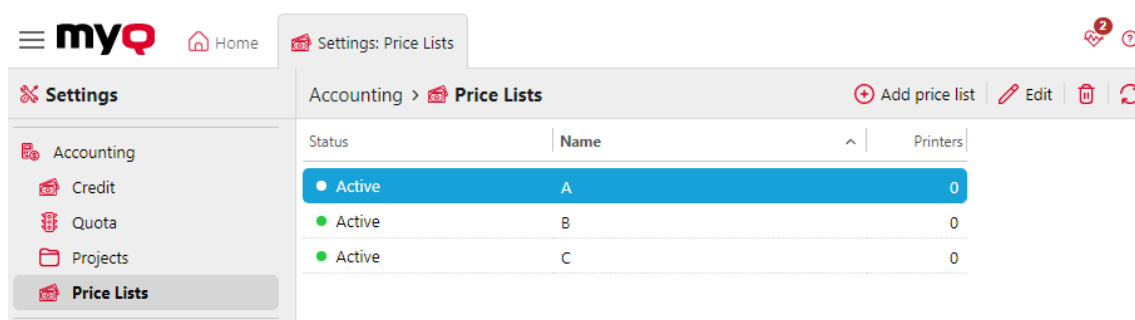 myQ Home Settings: Price Lists 2
Settings Accounting > Price Lists Add price list Edit
Status Name Printers
Accounting
Credit Active A 0
Quota Active B 0
Projects Active C 0
Price Lists